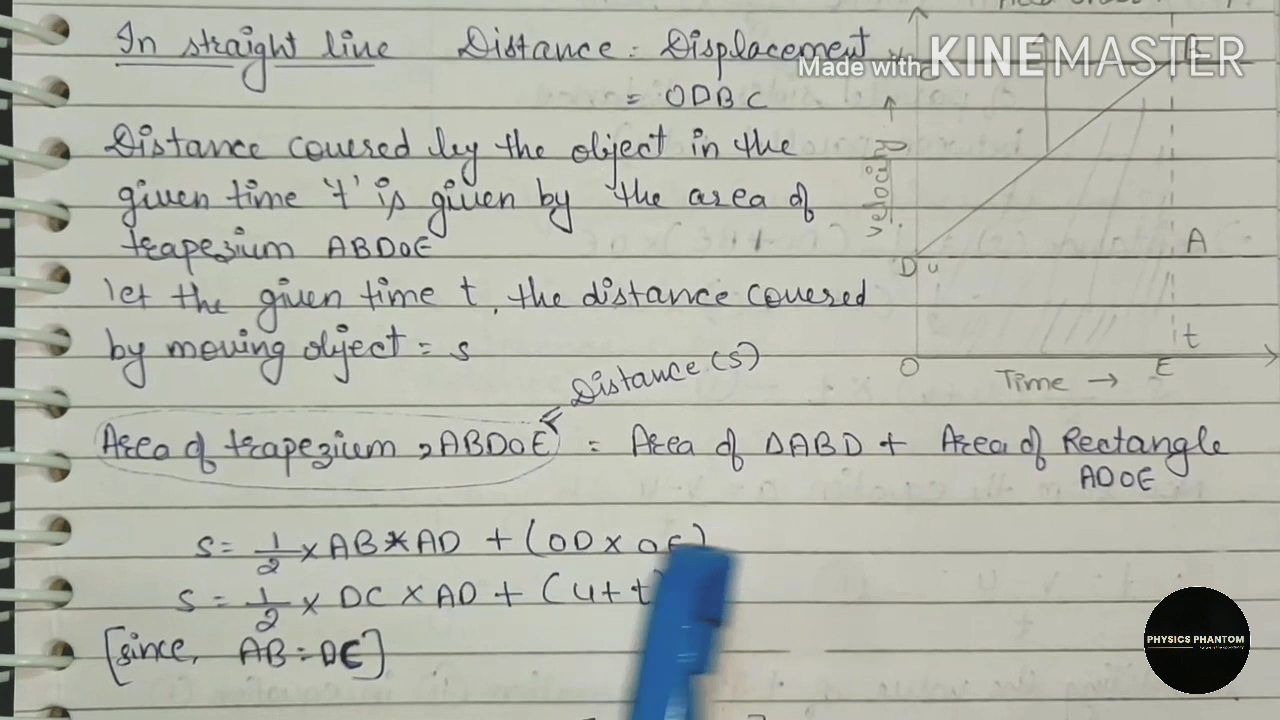 In straight line Distance = Displacement
= ODBC
Made with KINEMASTER
Distance covered by the object in the
given time 't' is given by the area of
trapezium ABDOE
let the given time t, the distance covered
by moving object = s
velocity →
B
D u
A
t
O
Time →
E
Distance (s)
Area of trapezium, ABDOE = Area of ΔABD + Area of Rectangle
ADOE
s = 1/2 × AB × AD + (OD × OE)
s = 1/2 × DC × AD + (u + t
[since, AB = DC]
PHYSICS PHANTOM